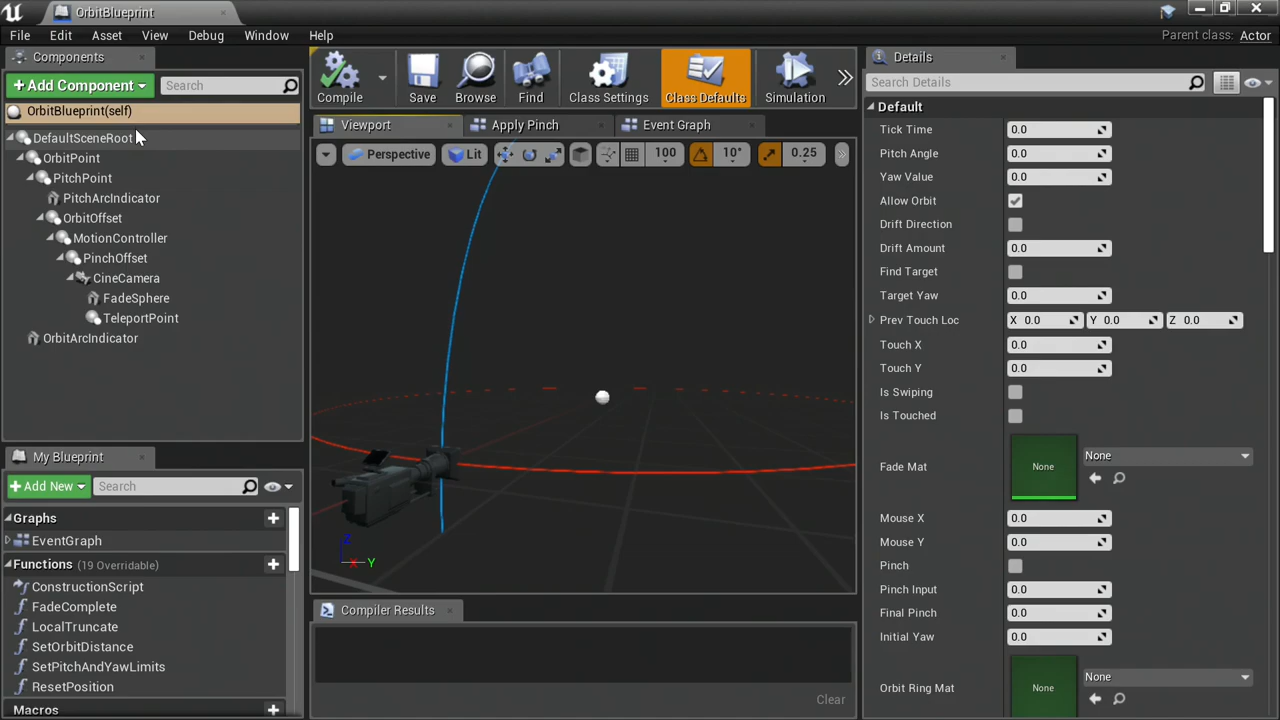 OrbitBlueprint
File Edit Asset View Debug Window Help
Parent class: Actor
Components
+ Add Component
Search
OrbitBlueprint(self)
DefaultSceneRoot
OrbitPoint
PitchPoint
PitchArcIndicator
OrbitOffset
MotionController
PinchOffset
CineCamera
FadeSphere
TeleportPoint
OrbitArcIndicator
My Blueprint
+ Add New
Search
Graphs
EventGraph
Functions (19 Overridable)
ConstructionScript
FadeComplete
LocalTruncate
SetOrbitDistance
SetPitchAndYawLimits
ResetPosition
Macros
Compile Save Browse Find Class Settings Class Defaults Simulation
Viewport Apply Pinch Event Graph
Perspective Lit 100 10° 0.25
Z
X Y
Compiler Results
Clear
Details
Search Details
Default
Tick Time 0.0
Pitch Angle 0.0
Yaw Value 0.0
Allow Orbit
Drift Direction
Drift Amount 0.0
Find Target
Target Yaw 0.0
Prev Touch Loc X 0.0 Y 0.0 Z 0.0
Touch X 0.0
Touch Y 0.0
Is Swiping
Is Touched
Fade Mat None None
Mouse X 0.0
Mouse Y 0.0
Pinch
Pinch Input 0.0
Final Pinch 0.0
Initial Yaw 0.0
Orbit Ring Mat None None